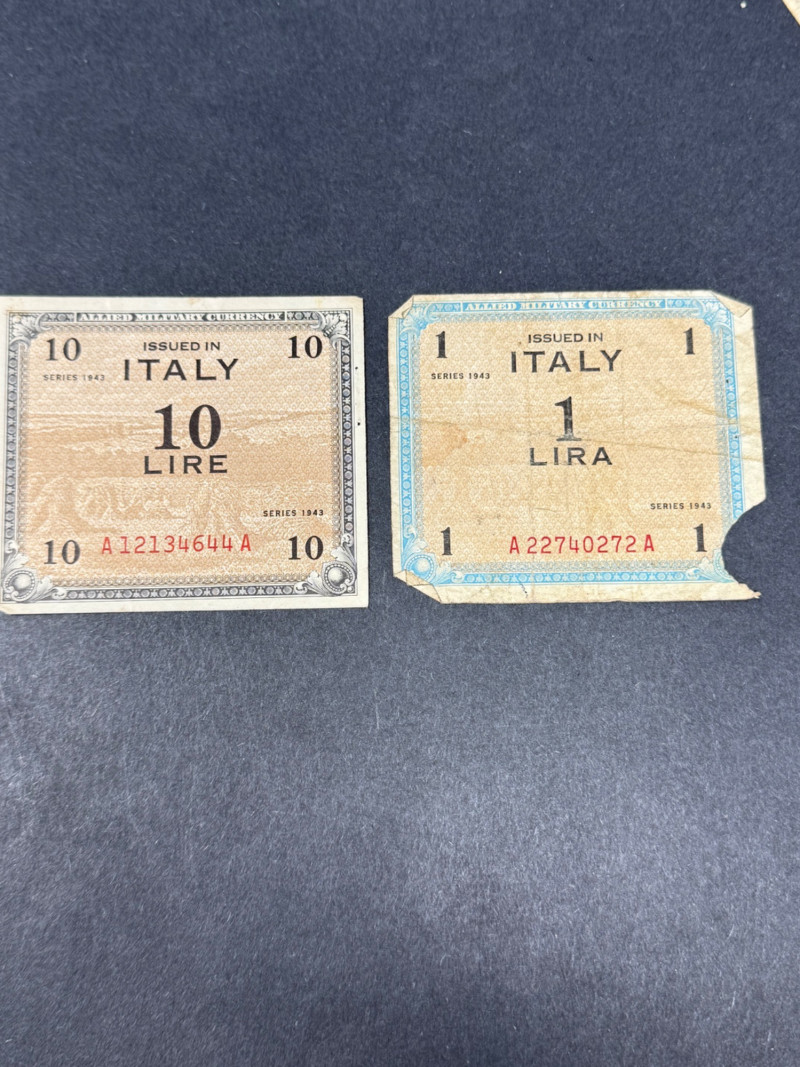 ALLIED MILITARY CURRENCY
10 ISSUED IN 10
SERIES 1943 ITALY
10
LIRE
SERIES 1943
10 A12134644A 10
ALLIED MILITARY CURRENCY
1 ISSUED IN 1
SERIES 1943 ITALY
1
LIRA
SERIES 1943
1 A22740272A 1